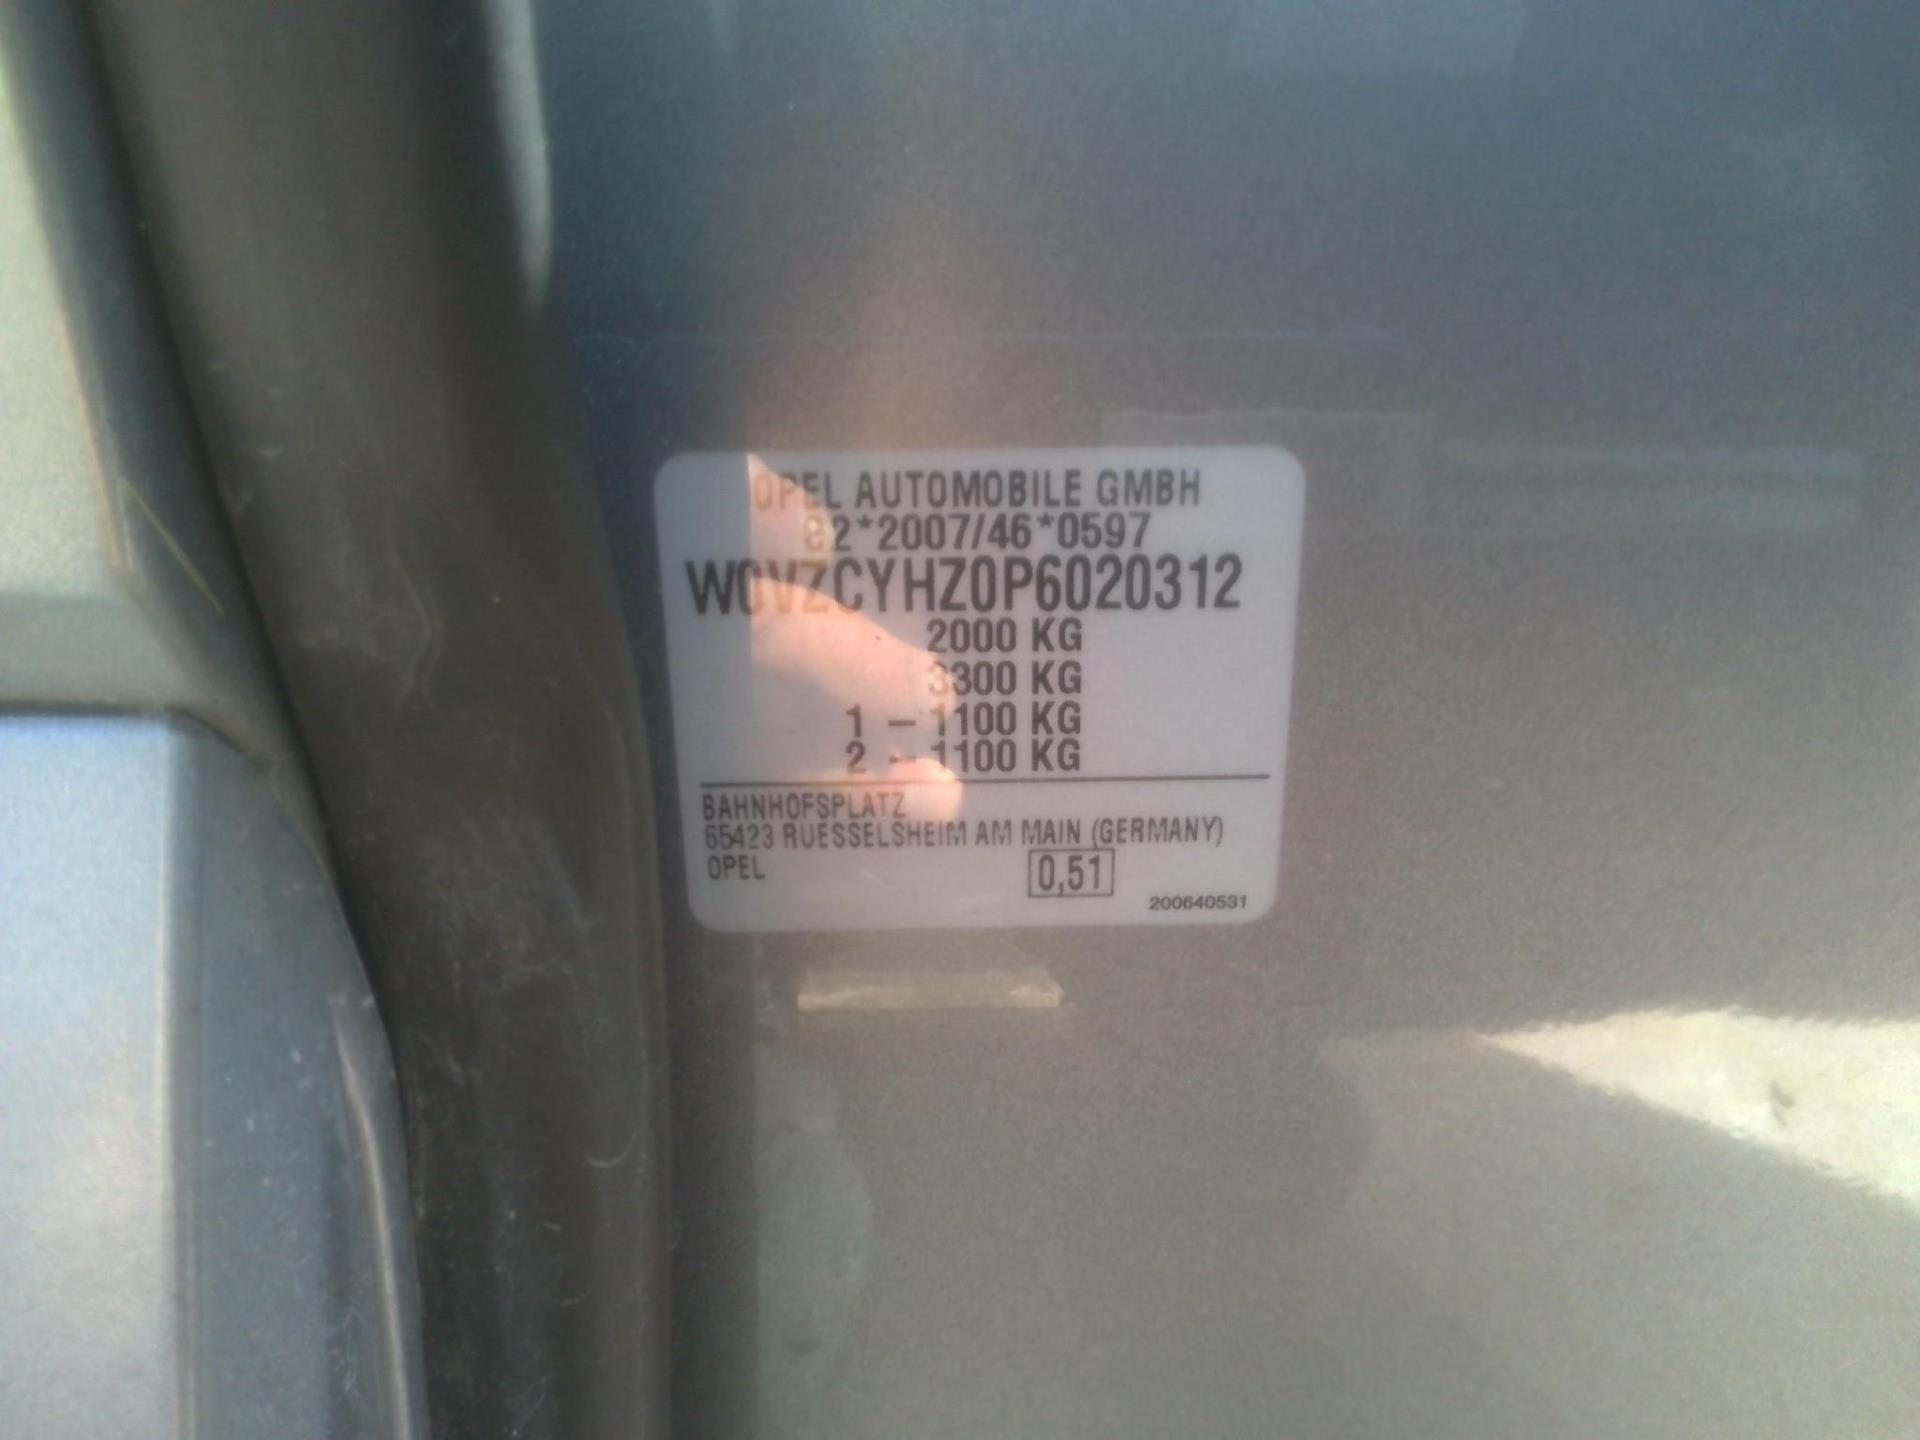 OPEL AUTOMOBILE GMBH
e2*2007/46*0597
W0VZCYHZ0P6020312
2000 KG
3300 KG
1 - 1100 KG
2 - 1100 KG
BAHNHOFSPLATZ
65423 RUESSELSHEIM AM MAIN (GERMANY)
OPEL
0,51
200640531